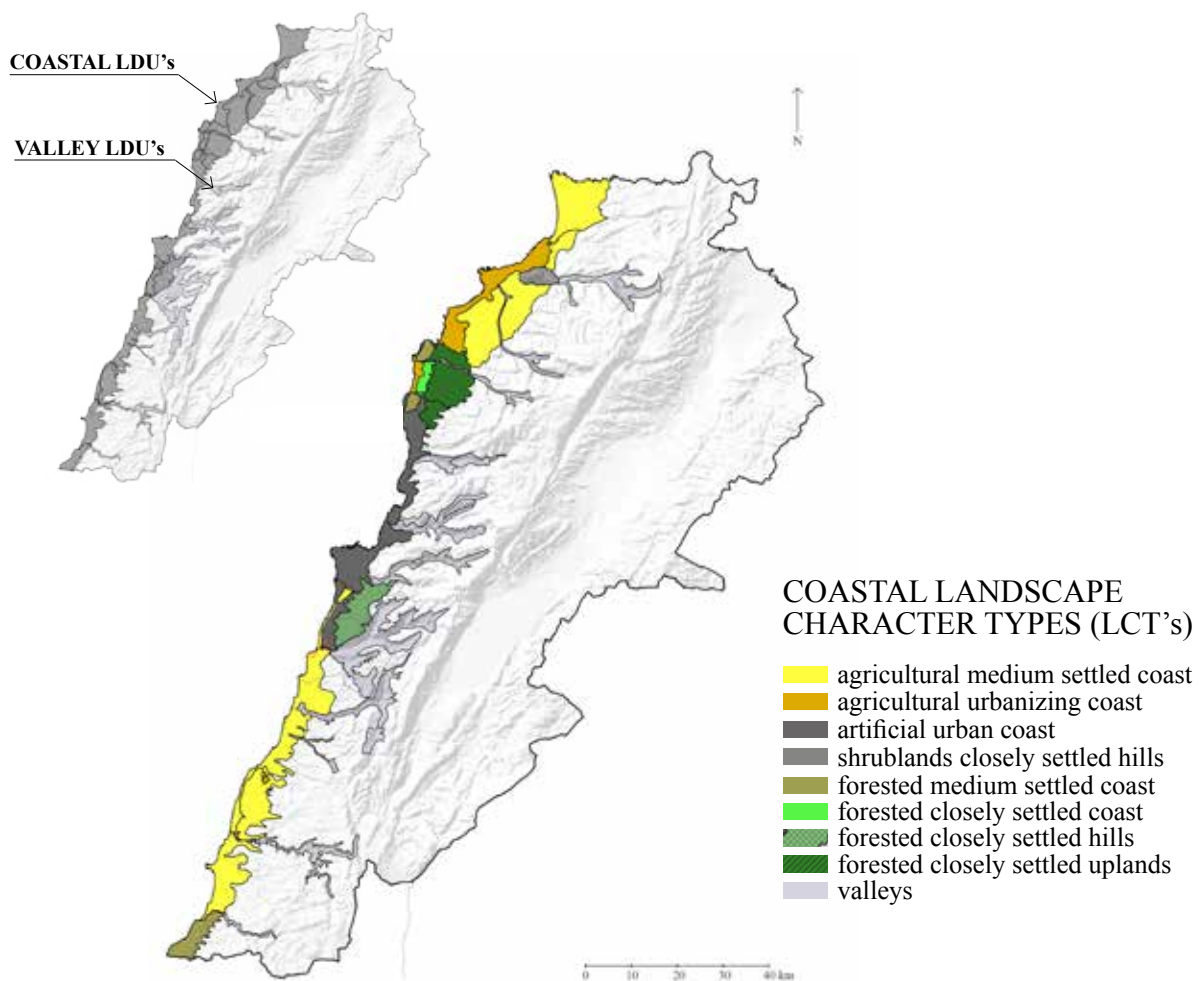 COASTAL LDU's
VALLEY LDU's
N
COASTAL LANDSCAPE
CHARACTER TYPES (LCT's)
agricultural medium settled coast
agricultural urbanizing coast
artificial urban coast
shrublands closely settled hills
forested medium settled coast
forested closely settled coast
forested closely settled hills
forested closely settled uplands
valleys
0 10 20 30 40 km